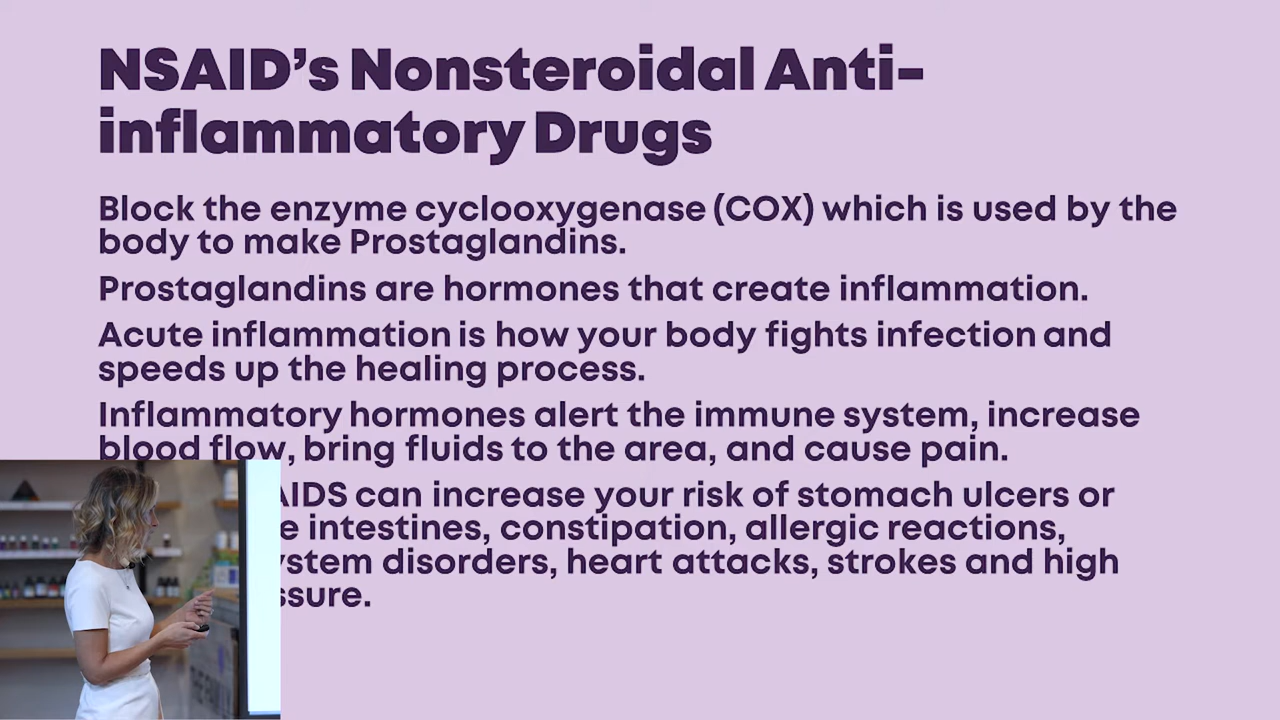 NSAID’s Nonsteroidal Anti-
inflammatory Drugs
Block the enzyme cyclooxygenase (COX) which is used by the
body to make Prostaglandins.
Prostaglandins are hormones that create inflammation.
Acute inflammation is how your body fights infection and
speeds up the healing process.
Inflammatory hormones alert the immune system, increase
blood flow, bring fluids to the area, and cause pain.
AIDS can increase your risk of stomach ulcers or
e intestines, constipation, allergic reactions,
ystem disorders, heart attacks, strokes and high
ssure.